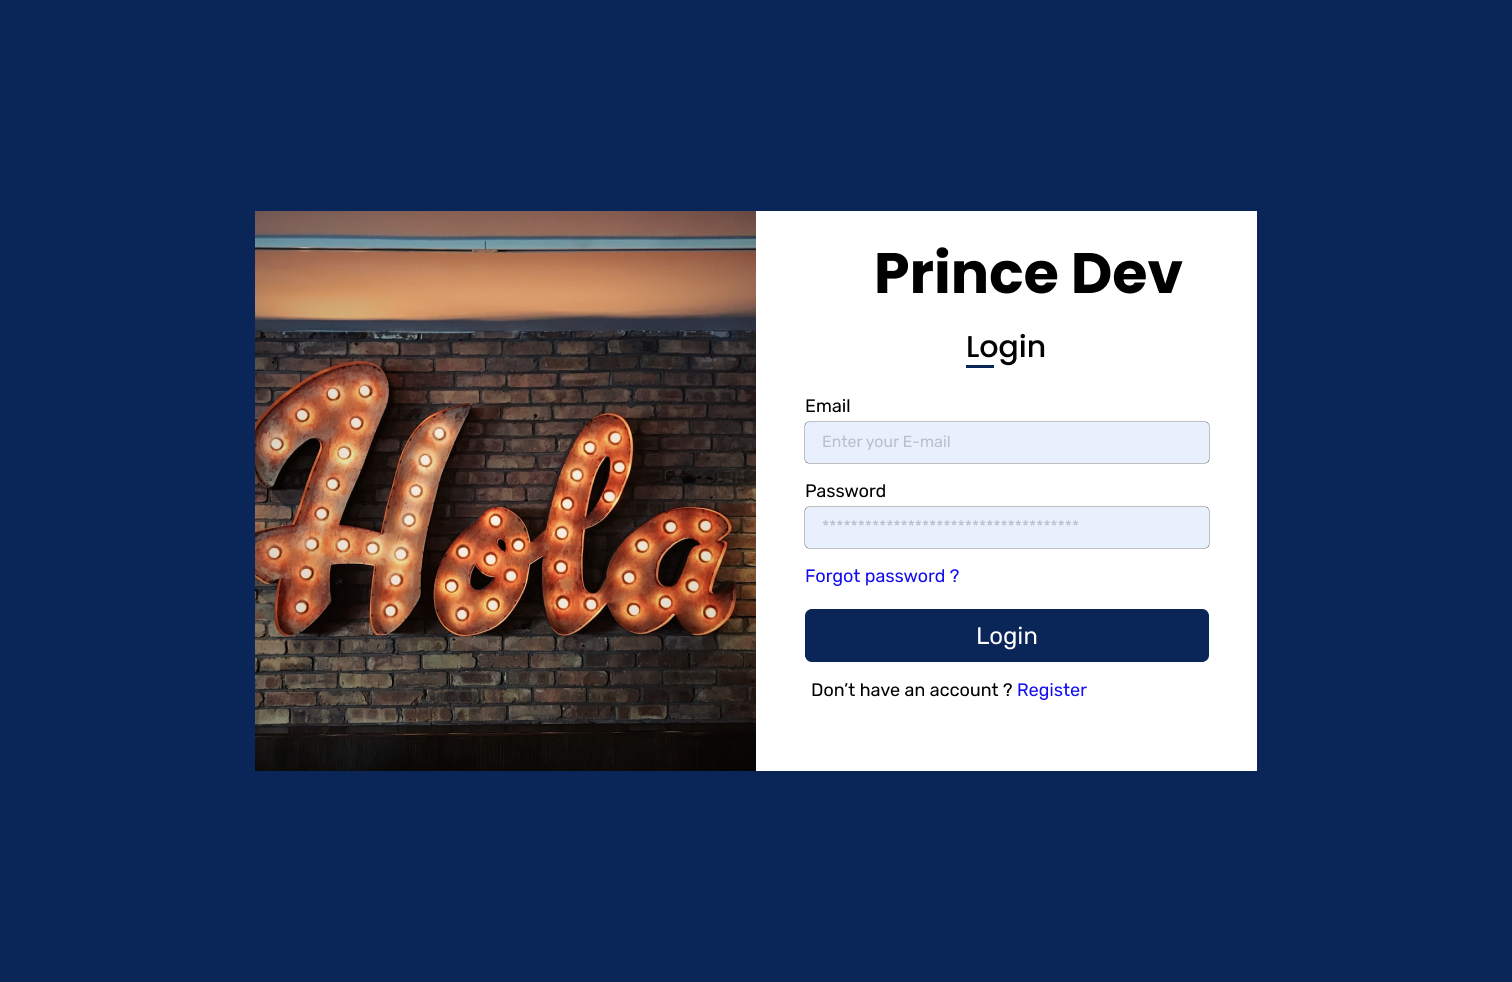 Hola
Prince Dev
Login
Email
Enter your E-mail
Password
************************************
Forgot password ?
Login
Don’t have an account ? Register